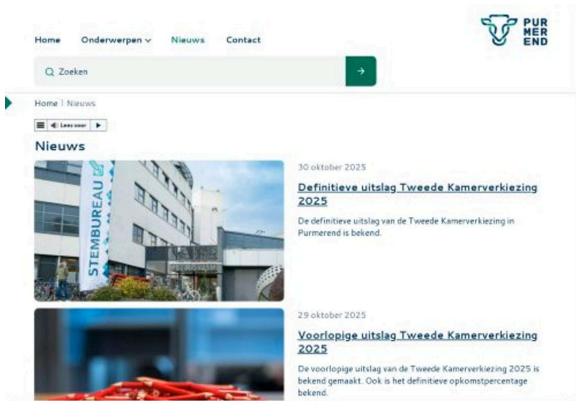 PUR
MER
END
Home Onderwerpen Nieuws Contact
Zoeken
Home | Nieuws
Lees voor
Nieuws
STEMBUREAU
30 oktober 2025
Definitieve uitslag Tweede Kamerverkiezing
2025
De definitieve uitslag van de Tweede Kamerverkiezing in
Purmerend is bekend.
29 oktober 2025
Voorlopige uitslag Tweede Kamerverkiezing
2025
De voorlopige uitslag van de Tweede Kamerverkiezing 2025 is
bekend gemaakt. Ook is het definitieve opkomstpercentage
bekend.